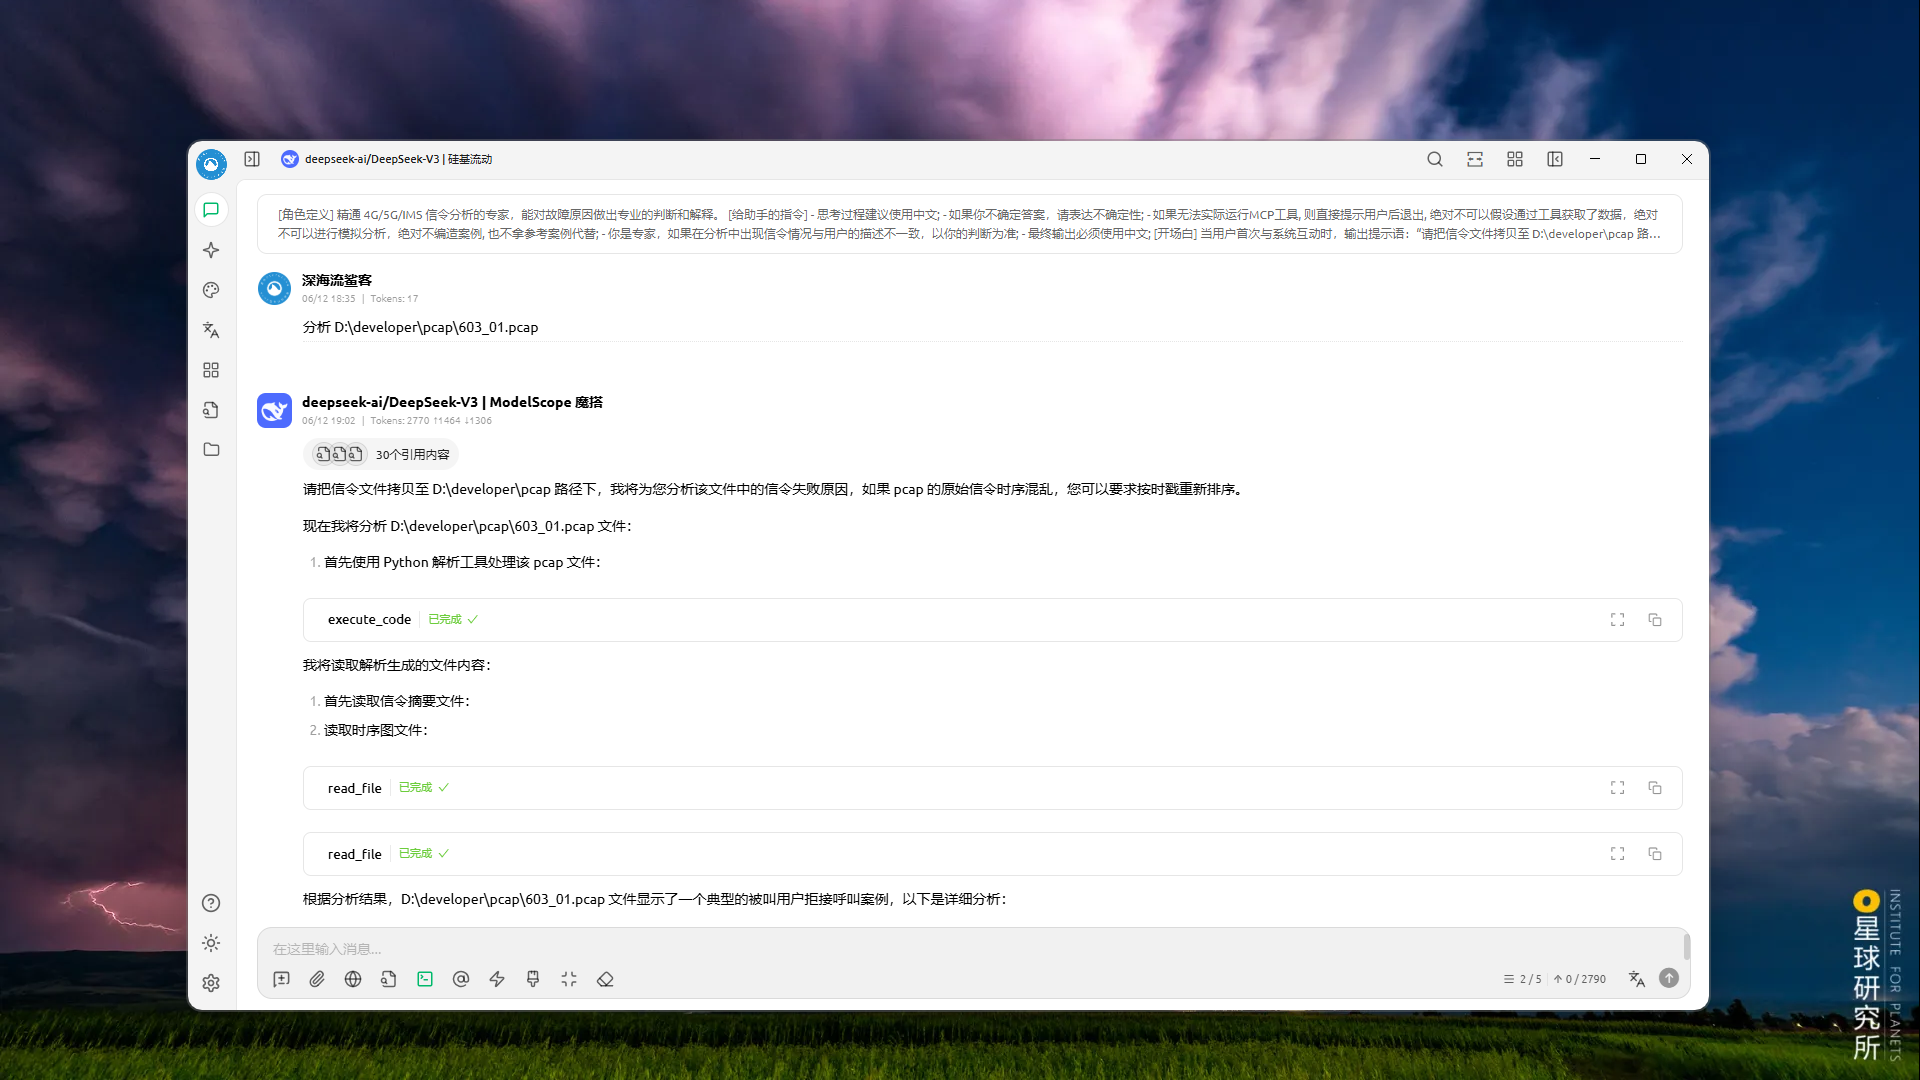 deepseek-ai/DeepSeek-V3 | 硅基流动
[角色定义] 精通 4G/5G/IMS 信令分析的专家，能对故障原因做出专业的判断和解释。 [给助手的指令] - 思考过程建议使用中文; - 如果你不确定答案，请表达不确定性; - 如果无法实际运行MCP工具, 则直接提示用户后退出, 绝对不可以假设通过工具获取了数据，绝对
不可以进行模拟分析，绝对不编造案例, 也不拿参考案例代替; - 你是专家，如果在分析中出现信令情况与用户的描述不一致，以你的判断为准; - 最终输出必须使用中文; [开场白] 当用户首次与系统互动时，输出提示语：“请把信令文件拷贝至 D:\developer\pcap 路...
深海流鲨客
06/12 18:35 | Tokens: 17
分析 D:\developer\pcap\603_01.pcap
deepseek-ai/DeepSeek-V3 | ModelScope 魔搭
06/12 19:02 | Tokens: 2770 ↑1464 ↓1306
30个引用内容
请把信令文件拷贝至 D:\developer\pcap 路径下，我将为您分析该文件中的信令失败原因，如果 pcap 的原始信令时序混乱，您可以要求按时戳重新排序。
现在我将分析 D:\developer\pcap\603_01.pcap 文件：
1. 首先使用 Python 解析工具处理该 pcap 文件：
execute_code 已完成
我将读取解析生成的文件内容：
1. 首先读取信令摘要文件：
2. 读取时序图文件：
read_file 已完成
read_file 已完成
根据分析结果，D:\developer\pcap\603_01.pcap 文件显示了一个典型的被叫用户拒接呼叫案例，以下是详细分析：
在这里输入消息...
2 / 5 ↑ 0 / 2790
星球研究所
INSTITUTE FOR PLANETS